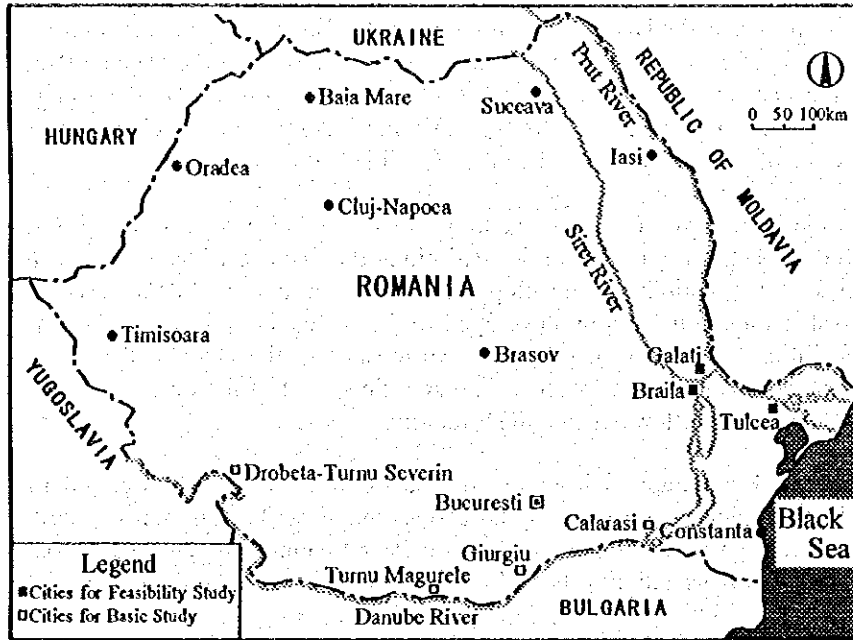 UKRAINE
Prut River
REPUBLIC OF MOLDAVIA
Baia Mare
Suceava
0 50 100km
HUNGARY
Oradea
Iasi
Cluj-Napoca
Siret River
ROMANIA
Timisoara
Brasov
Galati
Braila
Tulcea
YUGOSLAVIA
Drobeta-Turnu Severin
Bucuresti
Calarasi
Constanta
Black
Sea
Giurgiu
Turnu Magurele
Danube River
BULGARIA
Legend
Cities for Feasibility Study
Cities for Basic Study